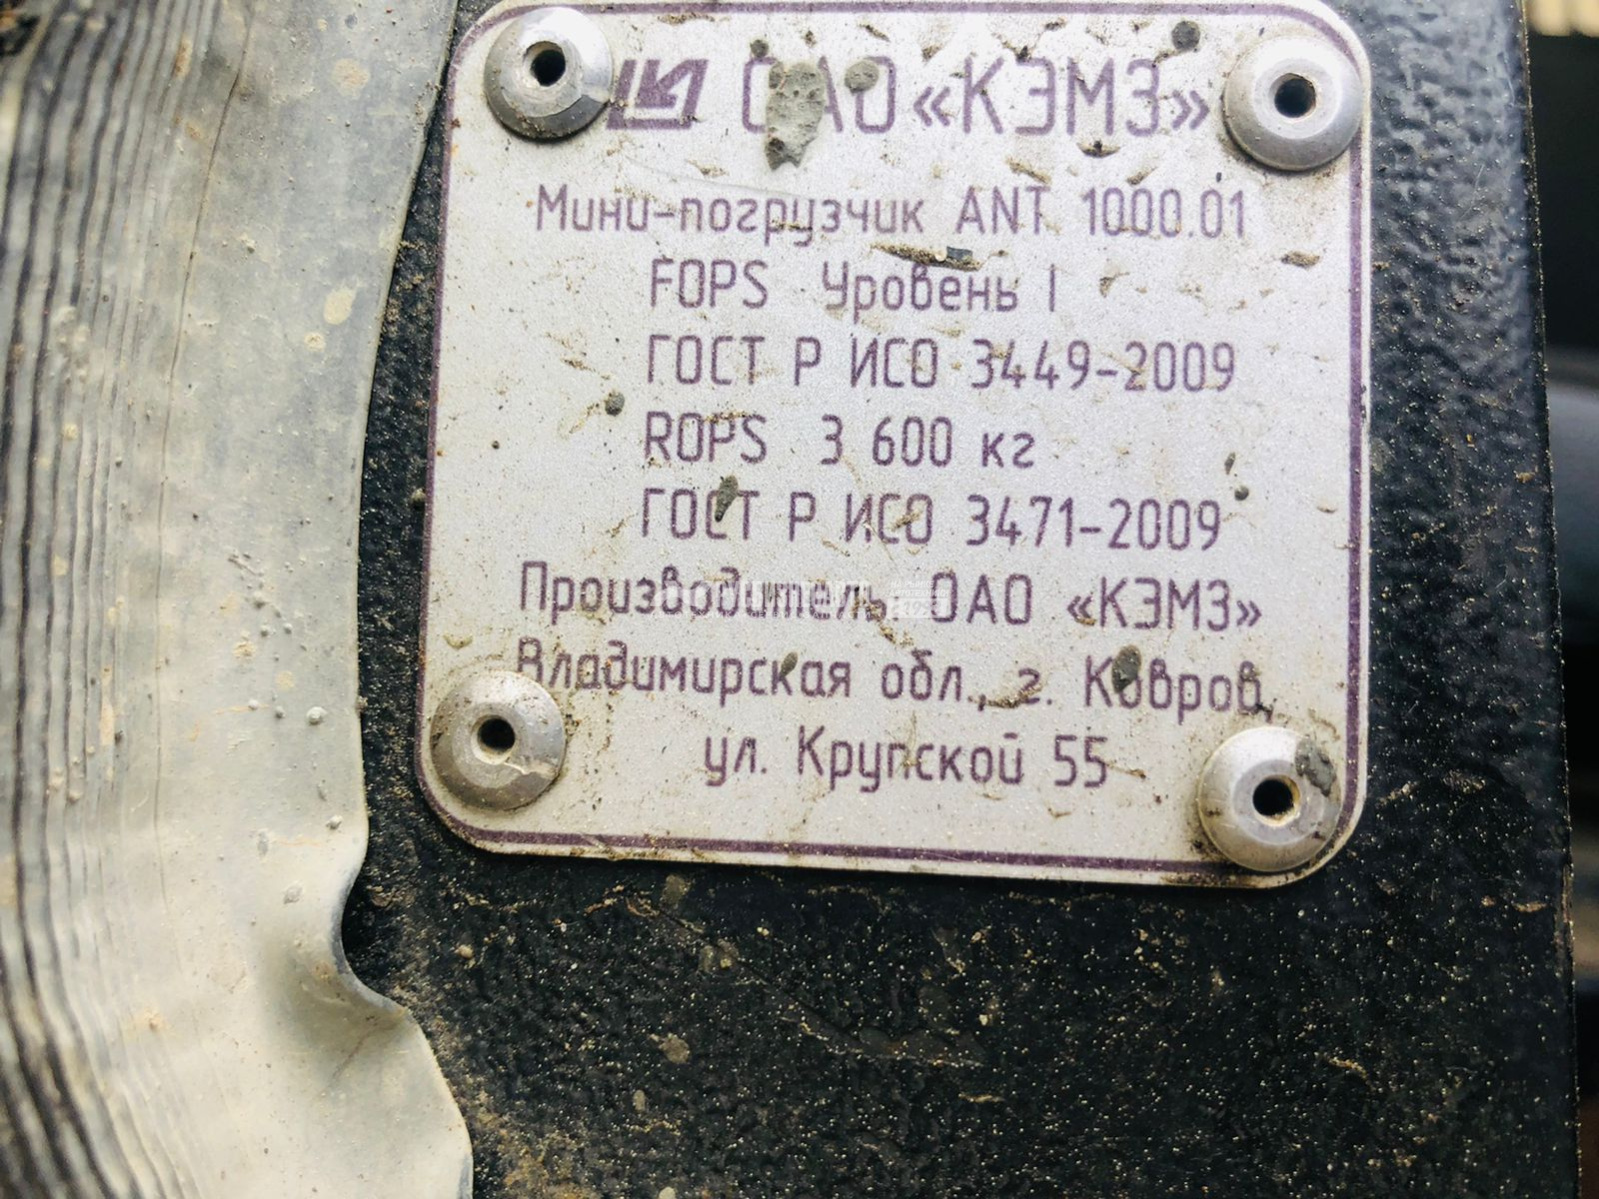 ОАО «КЭМЗ»
Мини-погрузчик ANT 1000.01
FOPS Уровень I
ГОСТ Р ИСО 3449-2009
ROPS 3 600 кг
ГОСТ Р ИСО 3471-2009
Производитель: ОАО «КЭМЗ»
Владимирская обл., г. Ковров,
ул. Крупской 55